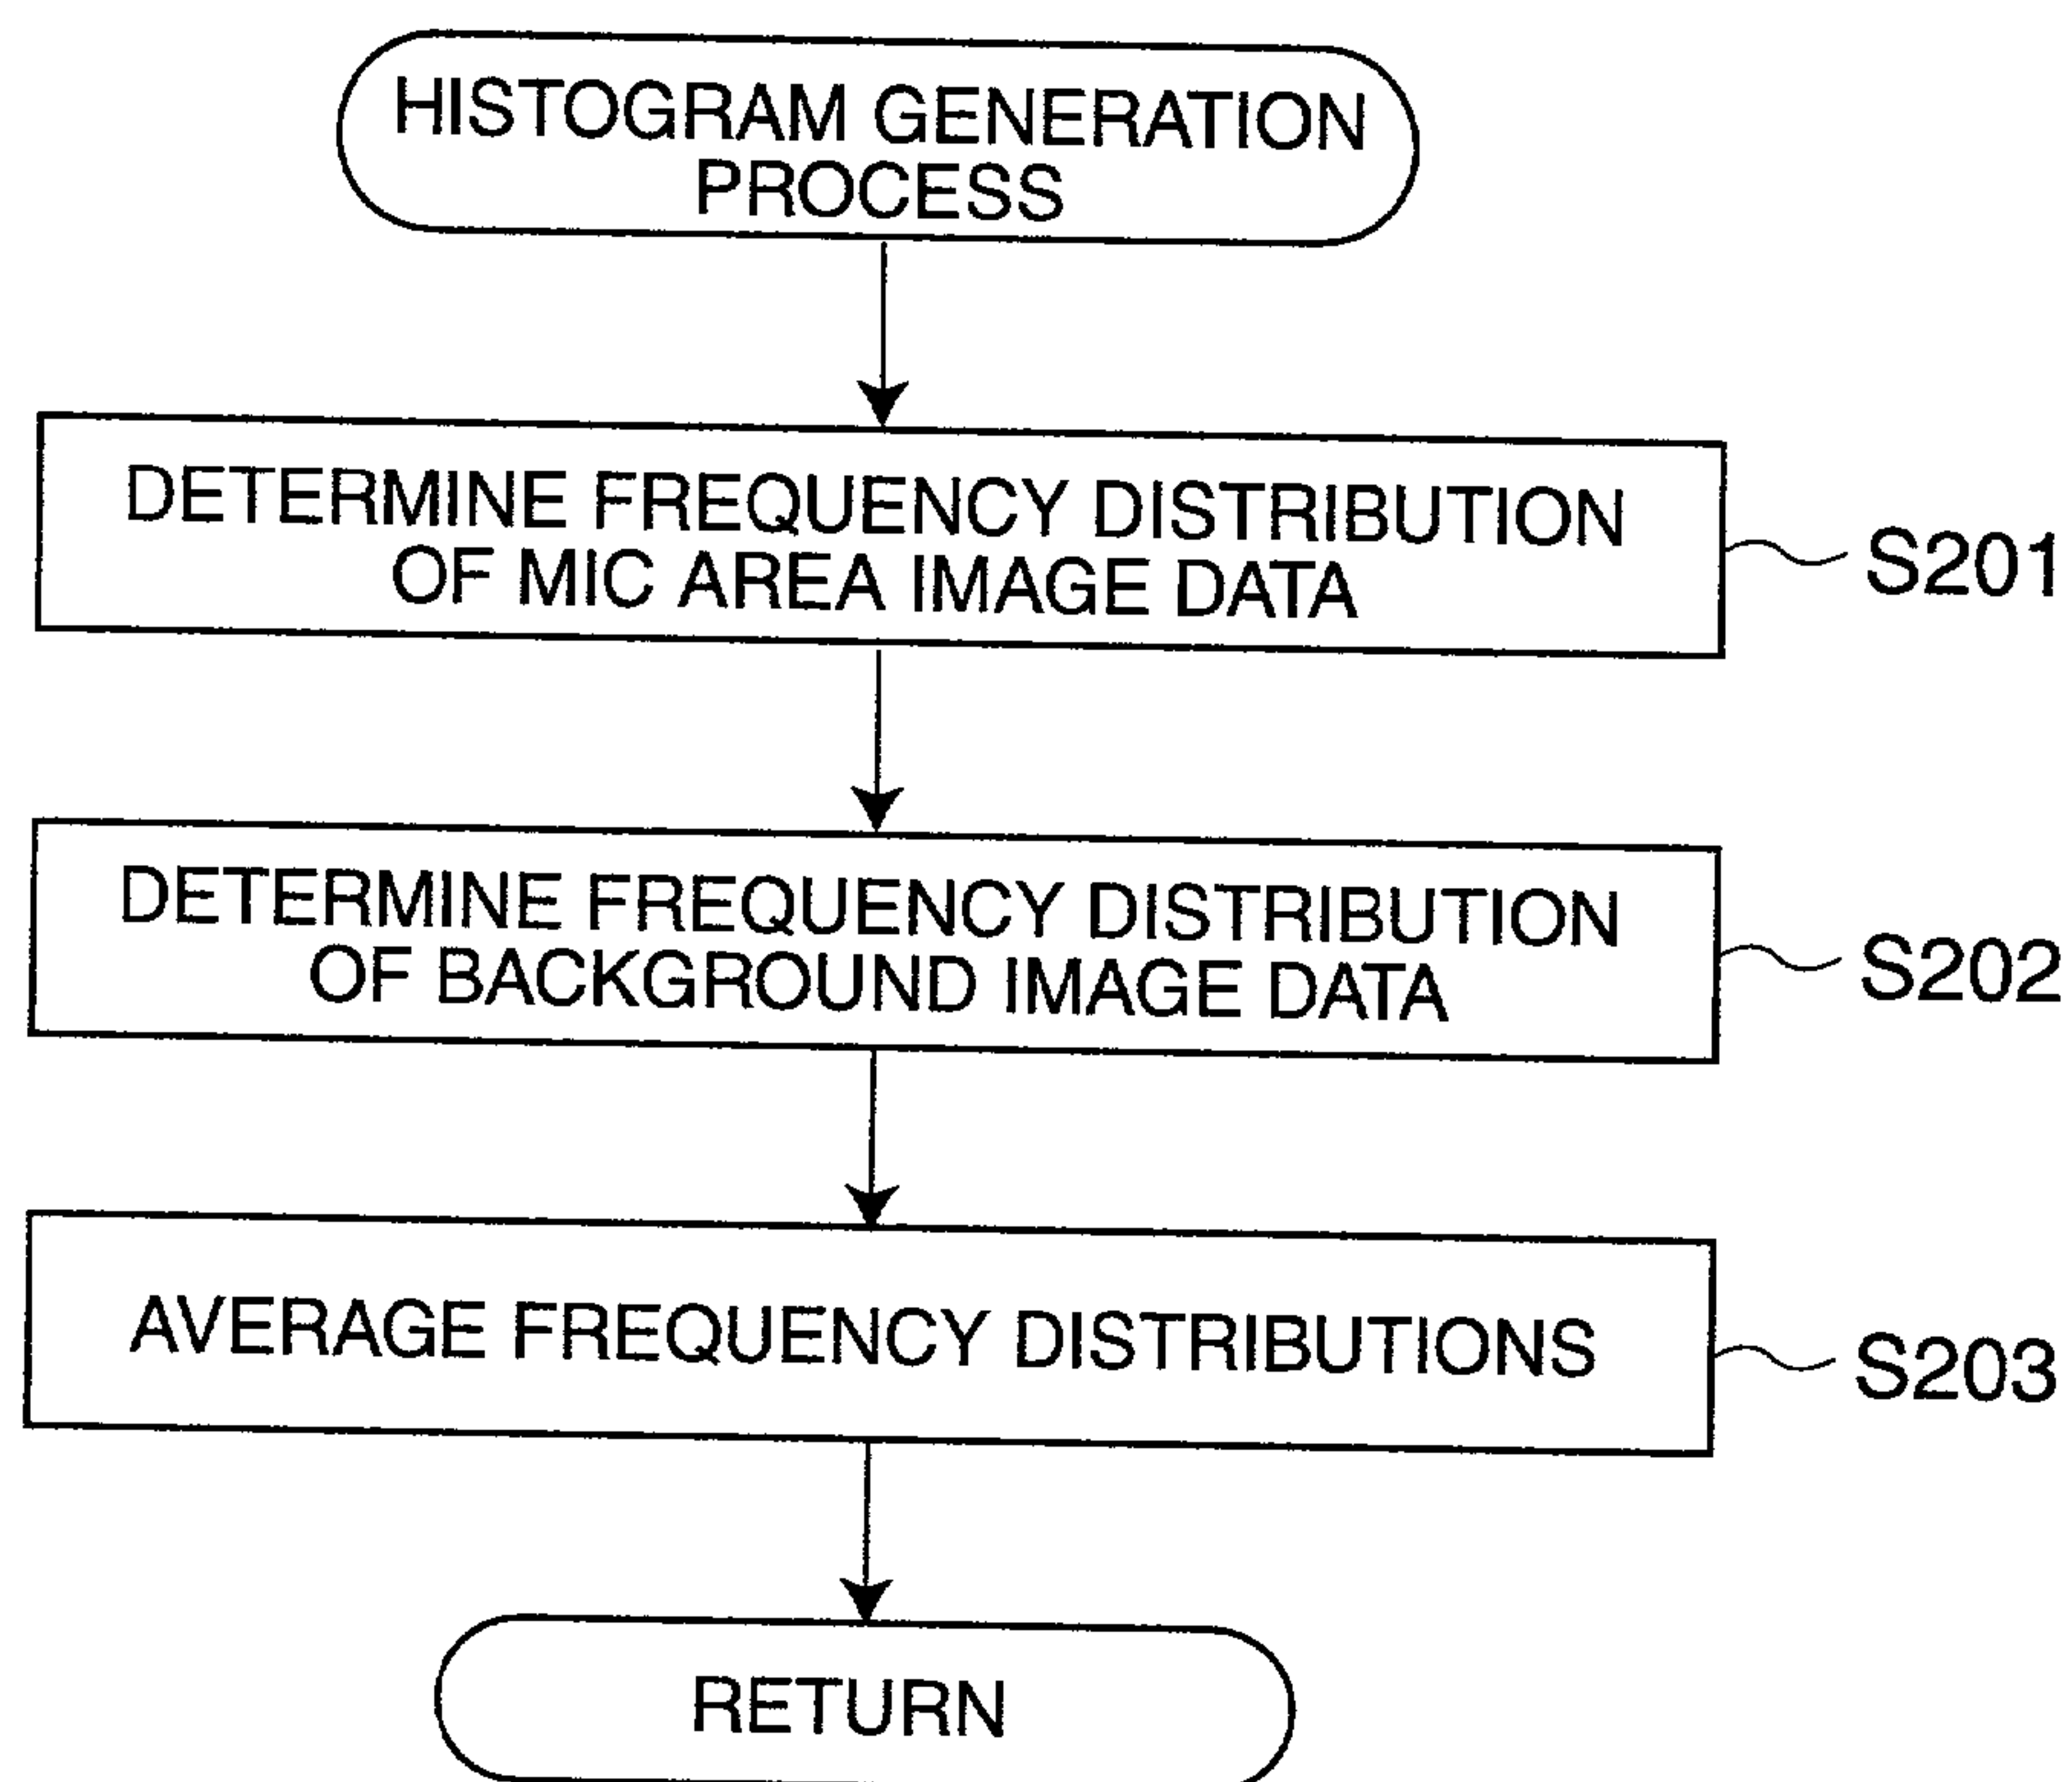 HISTOGRAM GENERATION
PROCESS
DETERMINE FREQUENCY DISTRIBUTION
OF MIC AREA IMAGE DATA
S201
DETERMINE FREQUENCY DISTRIBUTION
OF BACKGROUND IMAGE DATA
S202
AVERAGE FREQUENCY DISTRIBUTIONS
S203
RETURN